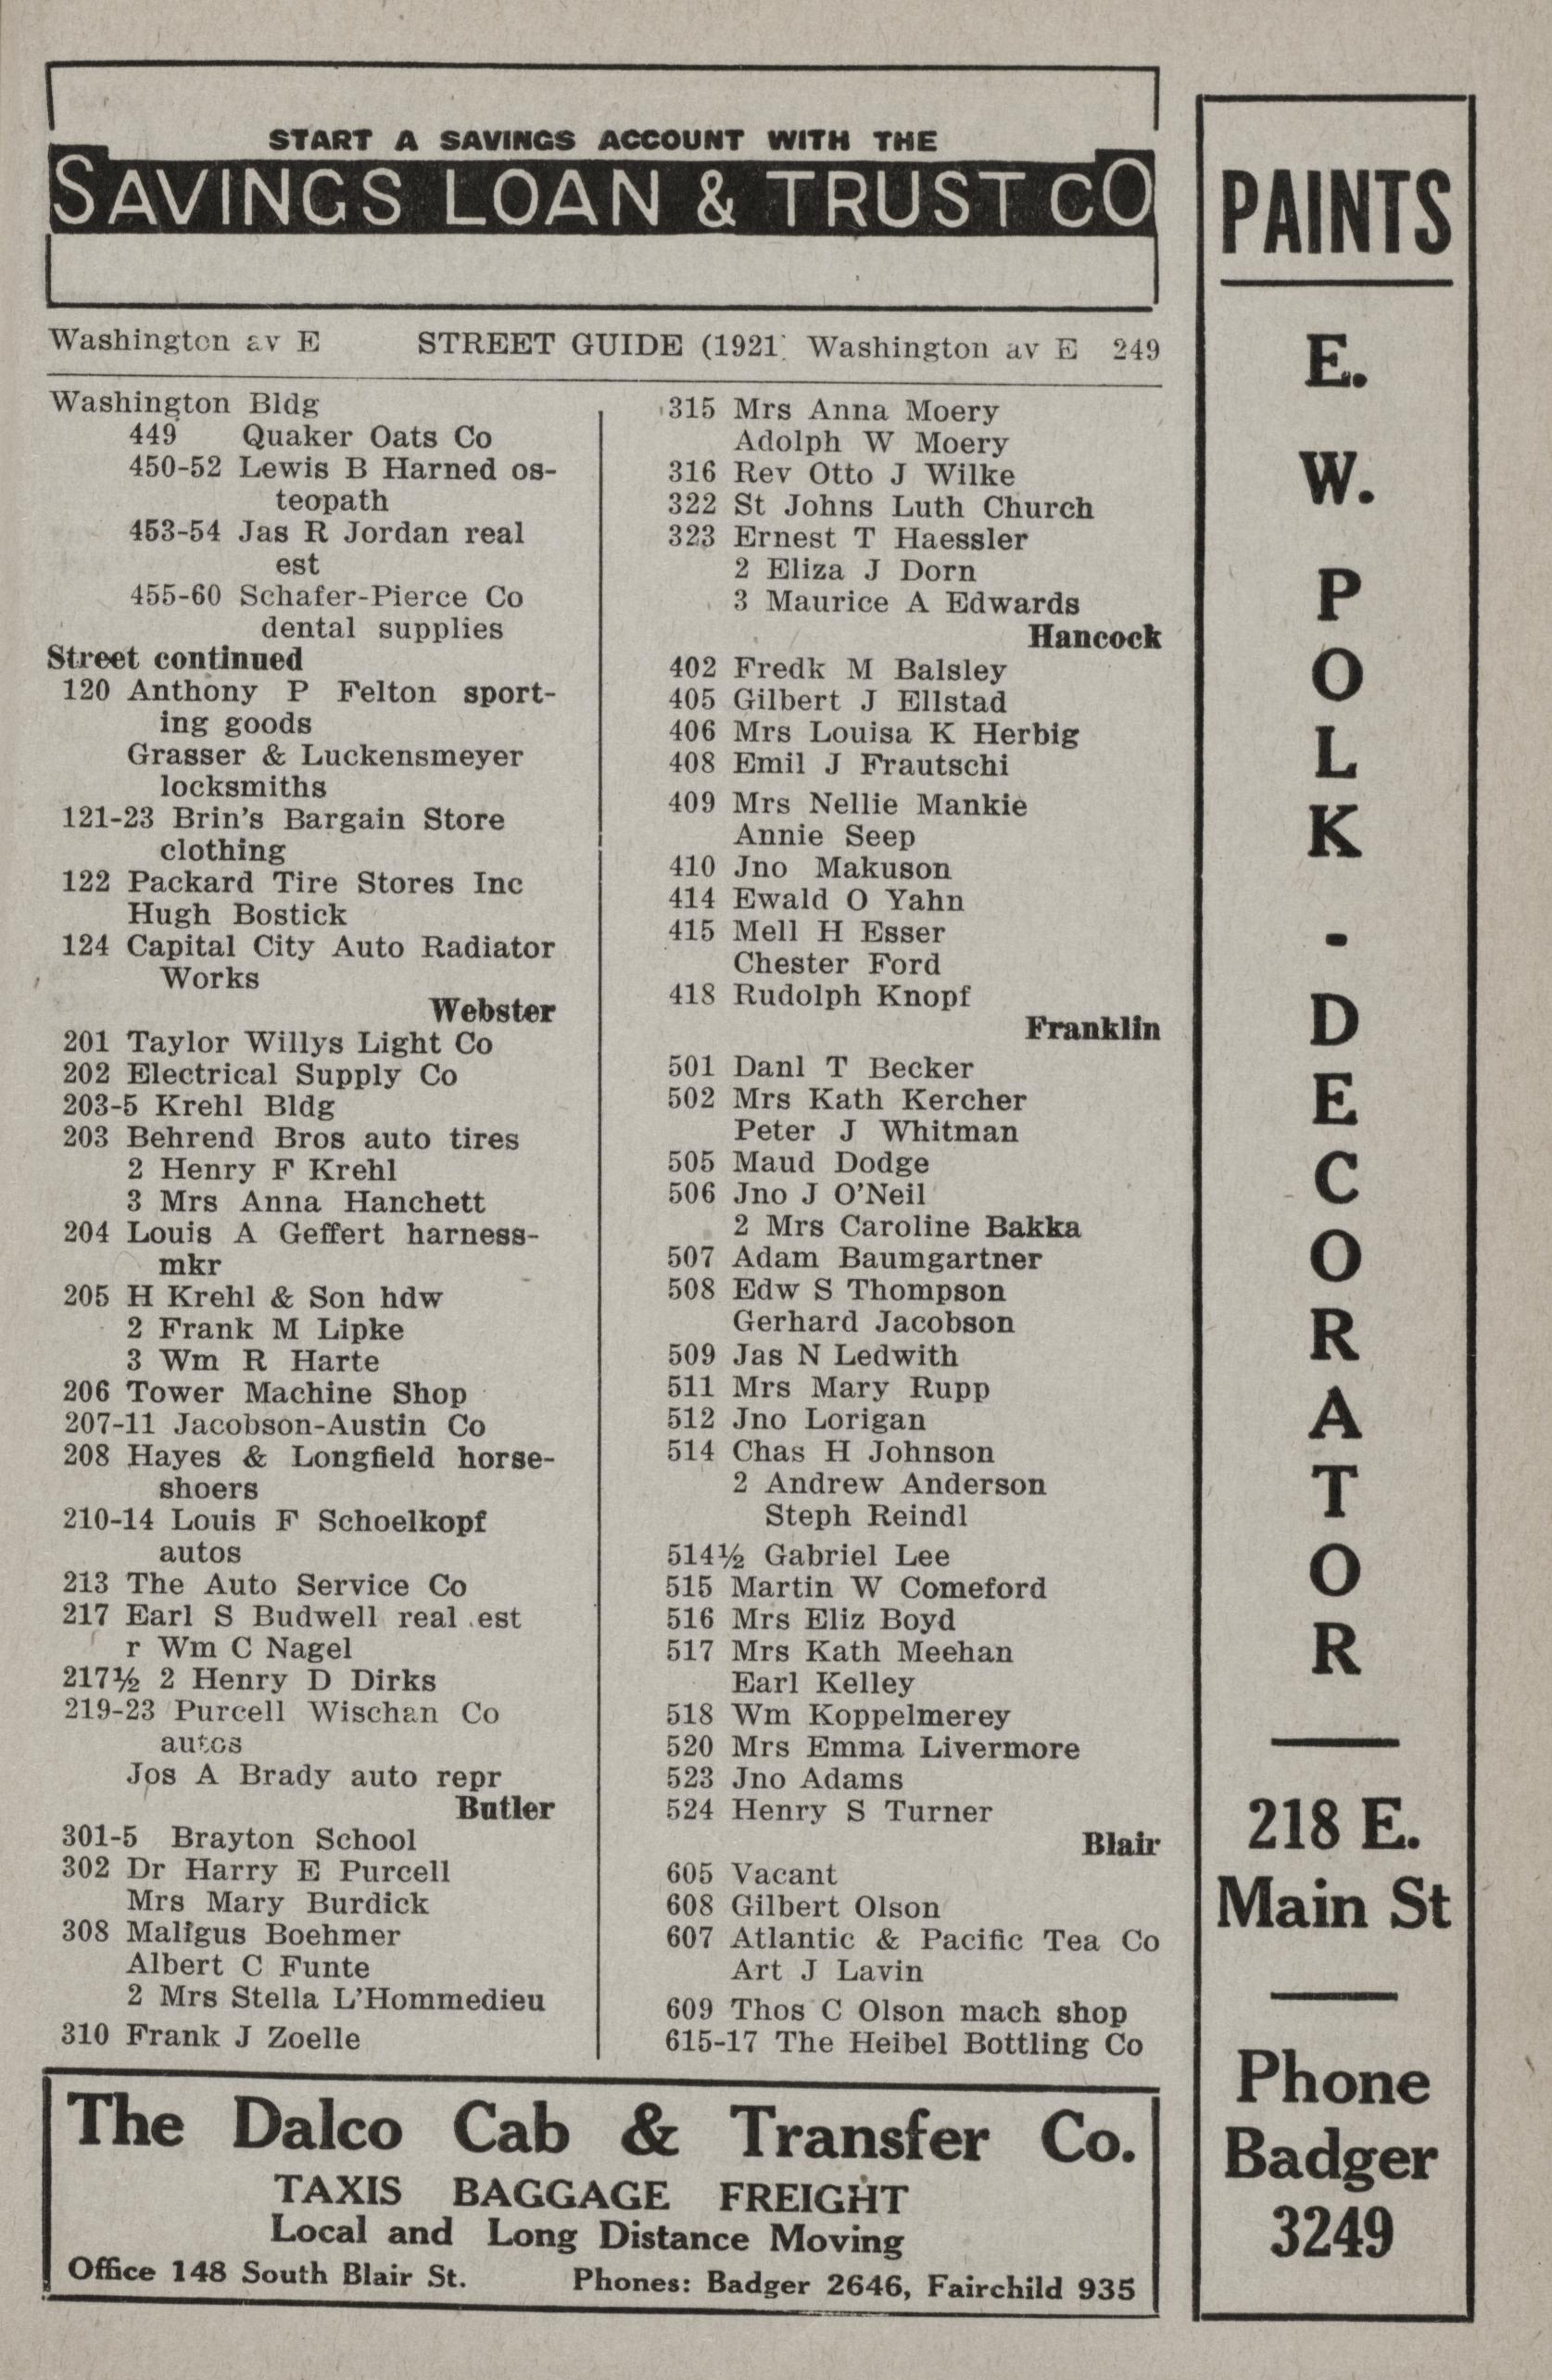 START A SAVINGS ACCOUNT WITH THE
SAVINGS LOAN & TRUST CO
Washington av E STREET GUIDE (1921) Washington av E 249
Washington Bldg
449 Quaker Oats Co
450-52 Lewis B Harned os-
teopath
453-54 Jas R Jordan real
est
455-60 Schafer-Pierce Co
dental supplies
Street continued
120 Anthony P Felton sport-
ing goods
Grasser & Luckensmeyer
locksmiths
121-23 Brin's Bargain Store
clothing
122 Packard Tire Stores Inc
Hugh Bostick
124 Capital City Auto Radiator
Works
Webster
201 Taylor Willys Light Co
202 Electrical Supply Co
203-5 Krehl Bldg
203 Behrend Bros auto tires
2 Henry F Krehl
3 Mrs Anna Hanchett
204 Louis A Geffert harness-
mkr
205 H Krehl & Son hdw
2 Frank M Lipke
3 Wm R Harte
206 Tower Machine Shop
207-11 Jacobson-Austin Co
208 Hayes & Longfield horse-
shoers
210-14 Louis F Schoelkopf
autos
213 The Auto Service Co
217 Earl S Budwell real est
r Wm C Nagel
217½ 2 Henry D Dirks
219-23 Purcell Wischan Co
autos
Jos A Brady auto repr
Butler
301-5 Brayton School
302 Dr Harry E Purcell
Mrs Mary Burdick
308 Maligus Boehmer
Albert C Funte
2 Mrs Stella L'Hommedieu
310 Frank J Zoelle
315 Mrs Anna Moery
Adolph W Moery
316 Rev Otto J Wilke
322 St Johns Luth Church
323 Ernest T Haessler
2 Eliza J Dorn
3 Maurice A Edwards
Hancock
402 Fredk M Balsley
405 Gilbert J Ellstad
406 Mrs Louisa K Herbig
408 Emil J Frautschi
409 Mrs Nellie Mankie
Annie Seep
410 Jno Makuson
414 Ewald O Yahn
415 Mell H Esser
Chester Ford
418 Rudolph Knopf
Franklin
501 Danl T Becker
502 Mrs Kath Kercher
Peter J Whitman
505 Maud Dodge
506 Jno J O'Neil
2 Mrs Caroline Bakka
507 Adam Baumgartner
508 Edw S Thompson
Gerhard Jacobson
509 Jas N Ledwith
511 Mrs Mary Rupp
512 Jno Lorigan
514 Chas H Johnson
2 Andrew Anderson
Steph Reindl
514½ Gabriel Lee
515 Martin W Comeford
516 Mrs Eliz Boyd
517 Mrs Kath Meehan
Earl Kelley
518 Wm Koppelmerey
520 Mrs Emma Livermore
523 Jno Adams
524 Henry S Turner
Blair
605 Vacant
608 Gilbert Olson
607 Atlantic & Pacific Tea Co
Art J Lavin
609 Thos C Olson mach shop
615-17 The Heibel Bottling Co
The Dalco Cab & Transfer Co.
TAXIS BAGGAGE FREIGHT
Local and Long Distance Moving
Office 148 South Blair St. Phones: Badger 2646, Fairchild 935
PAINTS
E.
W.
P
O
L
K
-
D
E
C
O
R
A
T
O
R
218 E.
Main St
Phone
Badger
3249